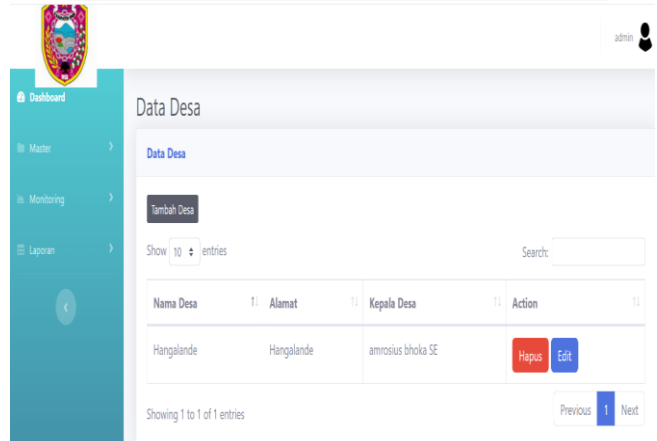 admin
Dashboard
Master
Monitoring
Laporan
Data Desa
Data Desa
Tambah Desa
Show 10 entries
Search:
Nama Desa Alamat Kepala Desa Action
Hangalande Hangalande amrosius bhoka SE Hapus Edit
Showing 1 to 1 of 1 entries
Previous 1 Next